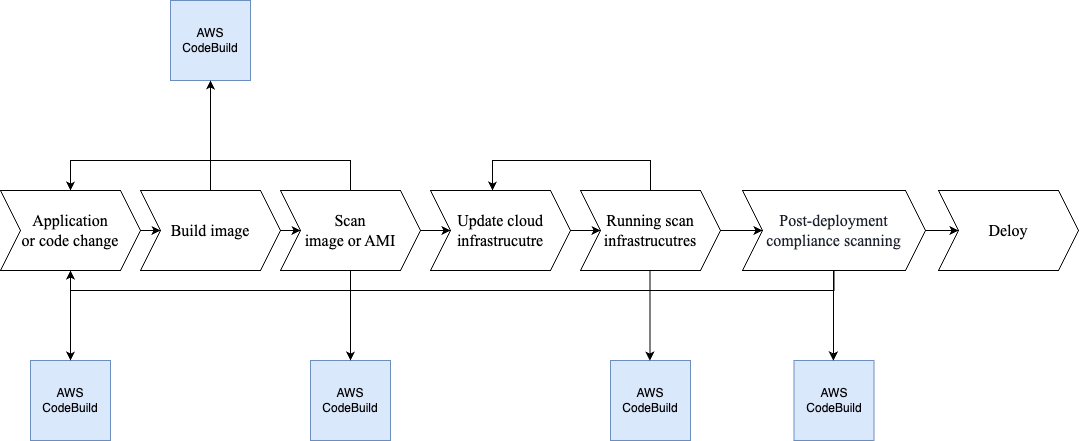 AWS
CodeBuild
Application
or code change
Build image
Scan
image or AMI
Update cloud
infrastrucutre
Running scan
infrastrucutres
Post-deployment
compliance scanning
Deloy
AWS
CodeBuild
AWS
CodeBuild
AWS
CodeBuild
AWS
CodeBuild